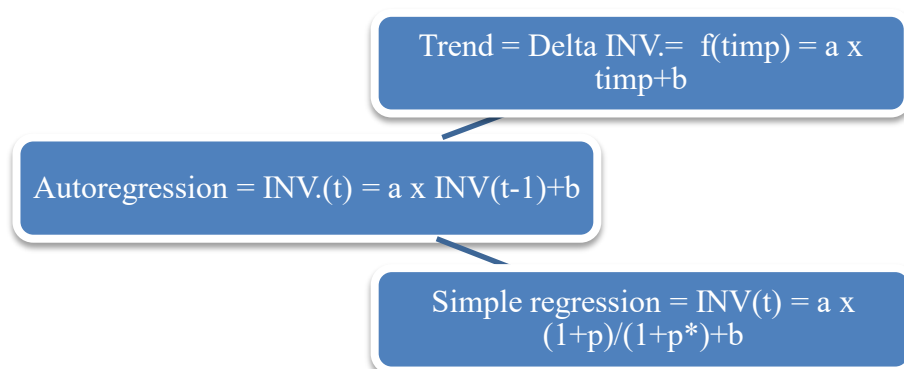 Trend = Delta INV.=  f(timp) = a x
timp+b
Autoregression = INV.(t) = a x INV(t-1)+b
Simple regression = INV(t) = a x
(1+p)/(1+p*)+b